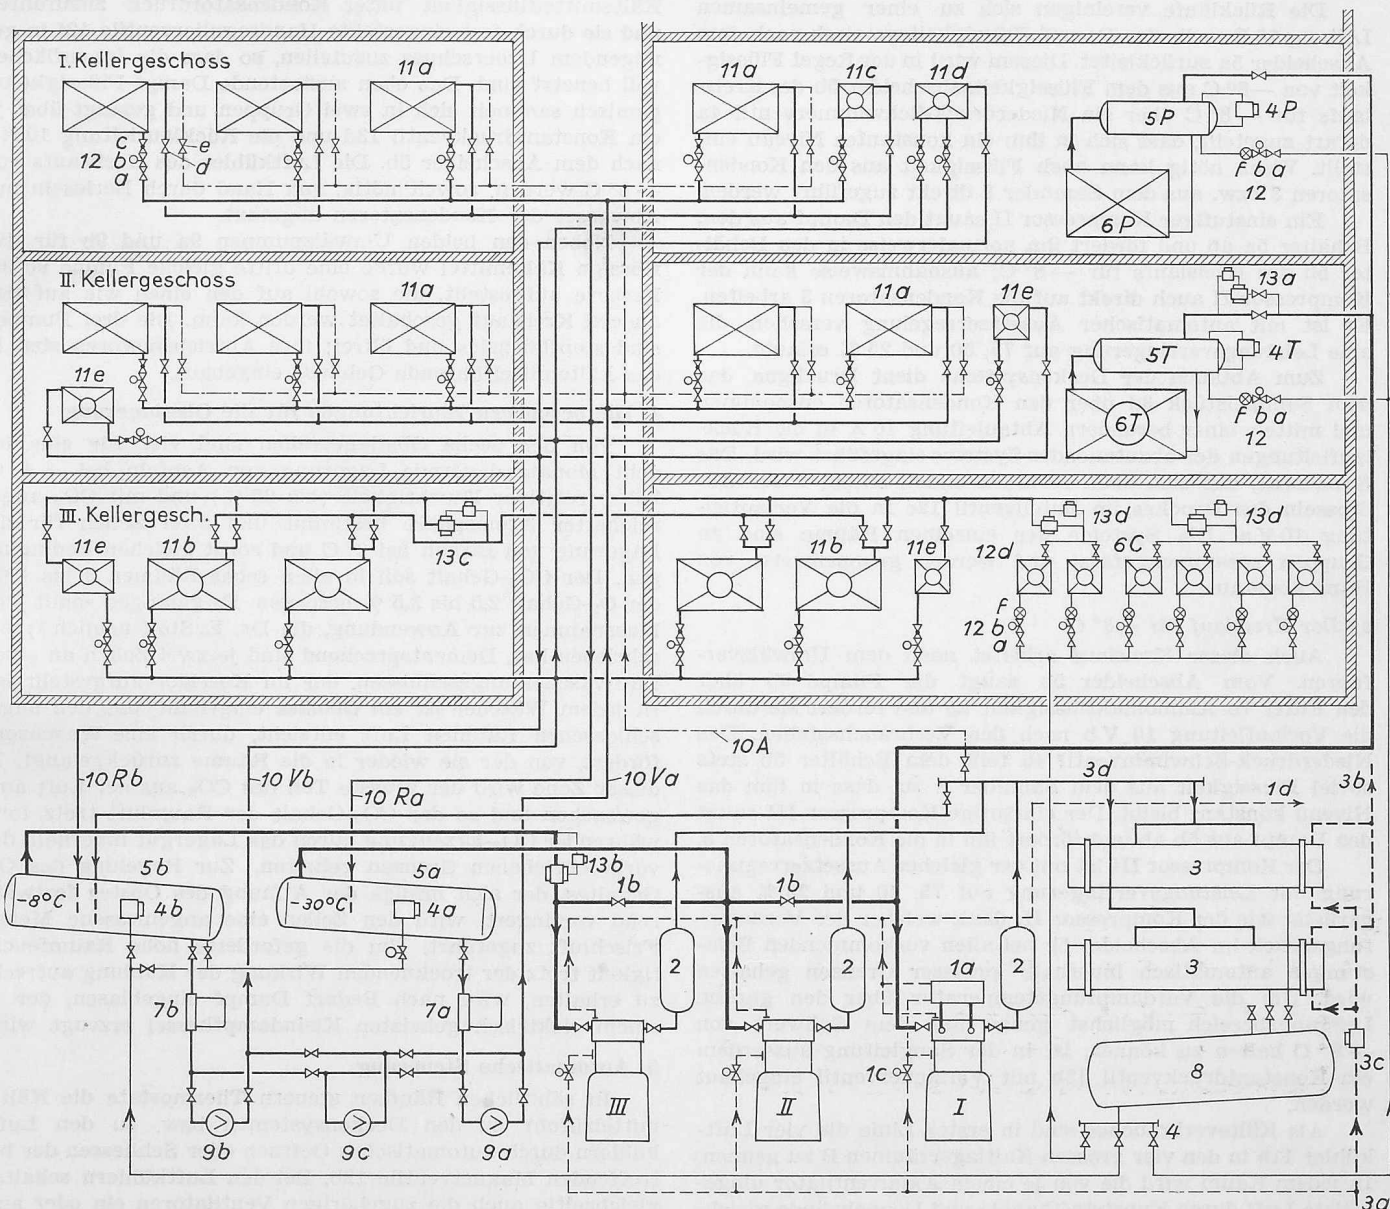 I. Kellergeschoss
11a
11a
11c
11d
4P
5P
c
12 b
a
e
d
F b a
12
6P
II. Kellergeschoss
11a
11a
11e
13a
5T
4T
11e
6T
F b a
12
III. Kellergesch.
11e
11b
13c
11b
11e
12d
13d
6C
13e
F
12 b
a
10A
10Rb
10Vb
10Ra
10Va
3d
1d
3b
5b
5a
13b
1b
1b
3
-8°C
-30°C
4b
4a
2
2
2
1a
3
7b
7a
1c
3c
8
III
II
I
4
9b
9c
9a
3a